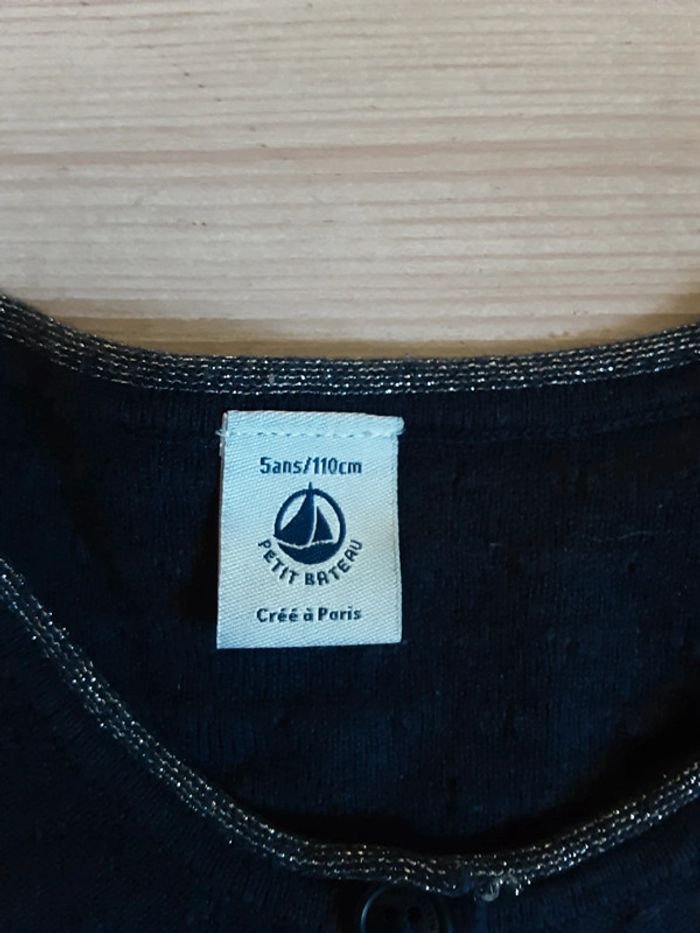 5ans/110cm
PETIT BATEAU
Créé à Paris